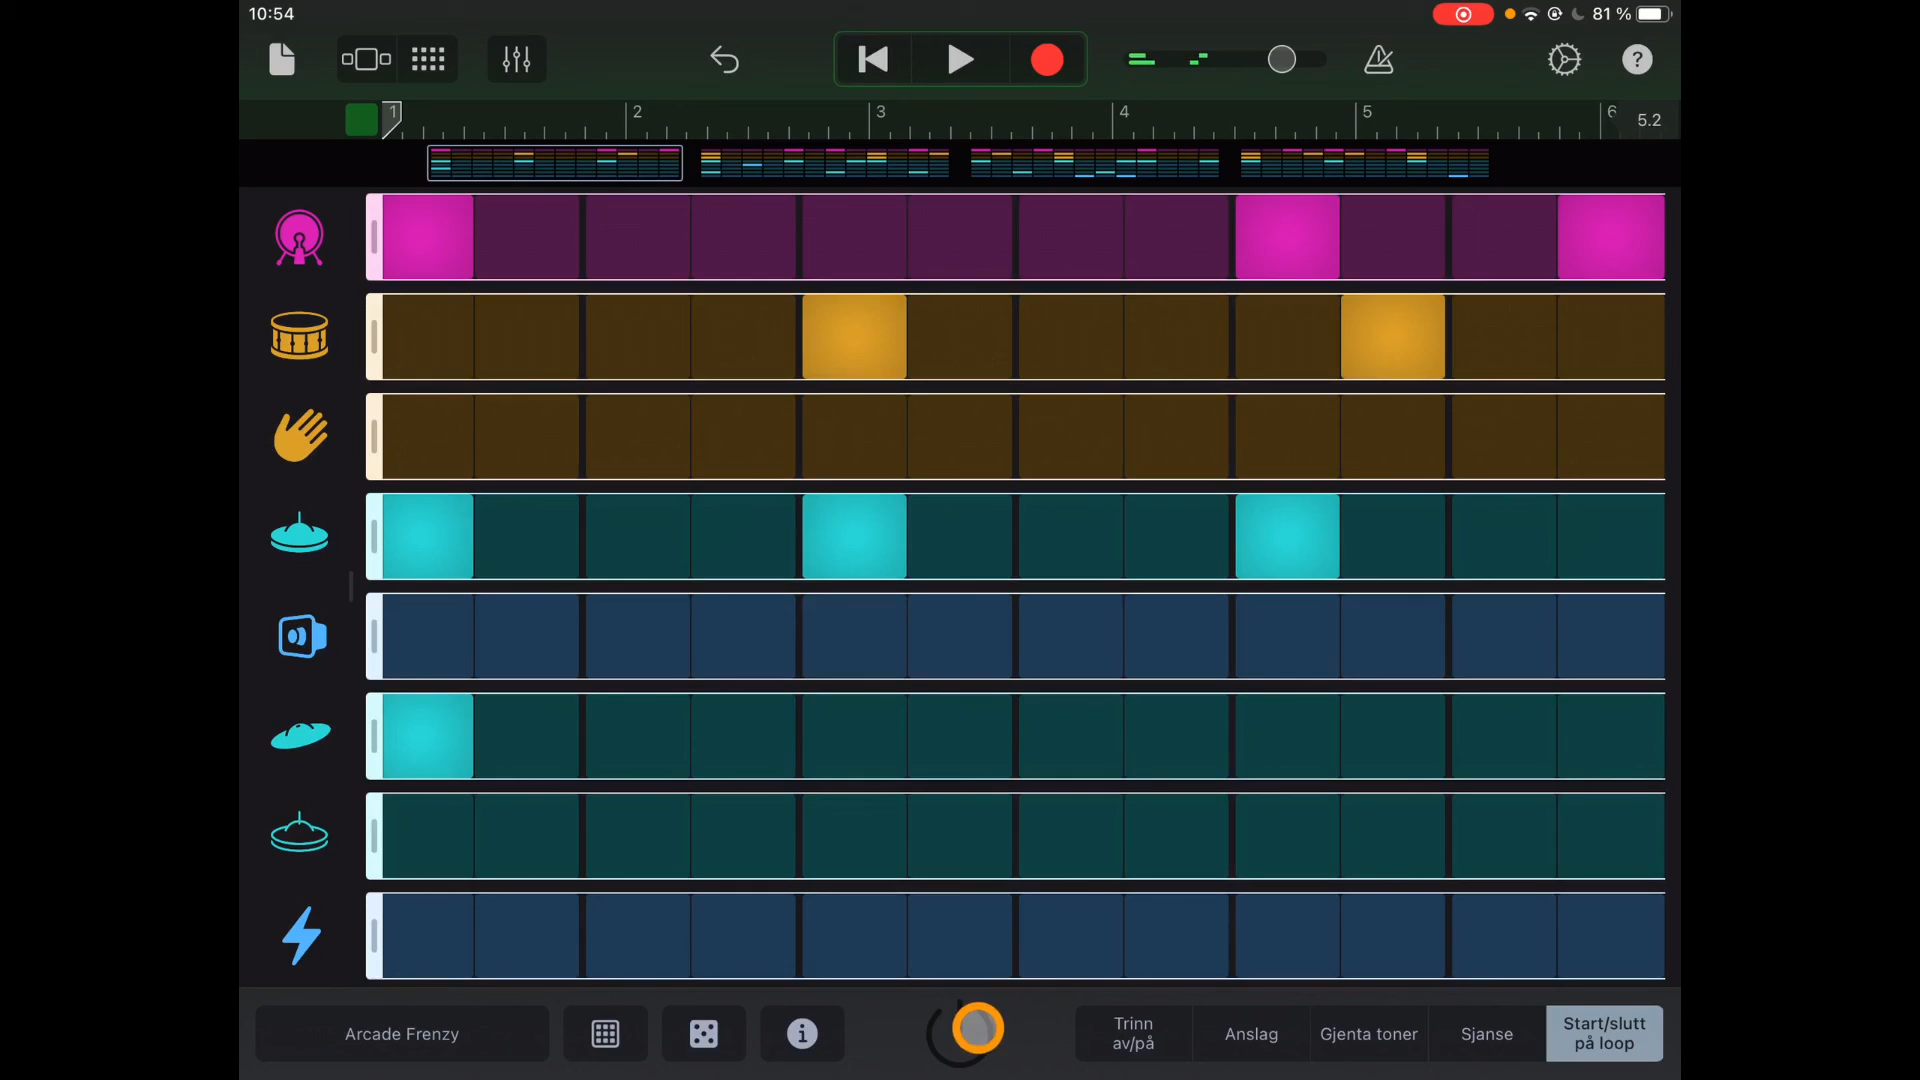 10:54
81 %
?
1 2 3 4 5 6
5.2
Arcade Frenzy
i
Trinn
av/på
Anslag
Gjenta toner
Sjanse
Start/slutt
på loop